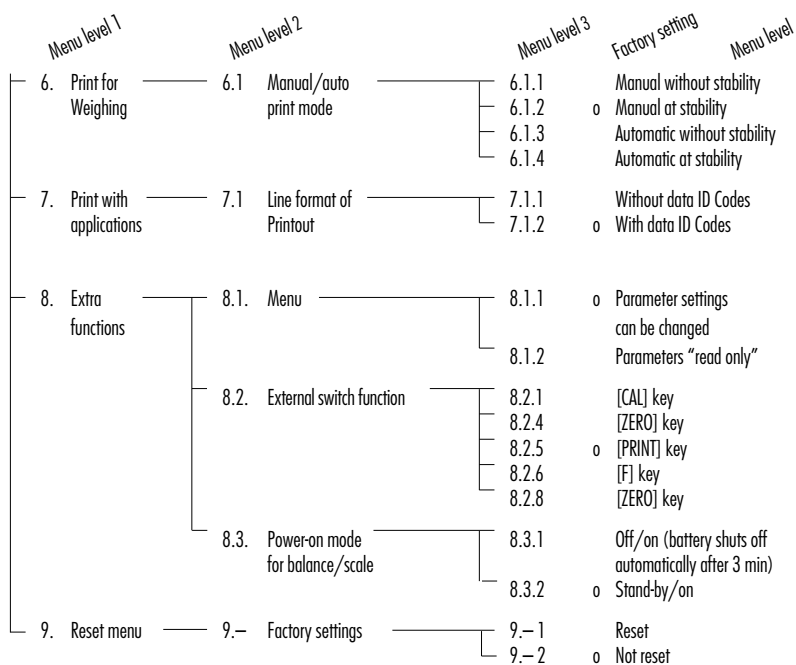 Menu level 1 Menu level 2 Menu level 3 Factory setting Menu level
6. Print for 6.1 Manual/auto 6.1.1 Manual without stability
Weighing print mode 6.1.2 o Manual at stability
6.1.3 Automatic without stability
6.1.4 Automatic at stability
7. Print with 7.1 Line format of 7.1.1 Without data ID Codes
applications Printout 7.1.2 o With data ID Codes
8. Extra 8.1. Menu 8.1.1 o Parameter settings
functions can be changed
8.1.2 Parameters “read only”
8.2. External switch function 8.2.1 [CAL] key
8.2.4 [ZERO] key
8.2.5 o [PRINT] key
8.2.6 [F] key
8.2.8 [ZERO] key
8.3. Power-on mode 8.3.1 Off/on (battery shuts off
for balance/scale automatically after 3 min)
8.3.2 o Stand-by/on
9. Reset menu 9.– Factory settings 9.– 1 Reset
9.– 2 o Not reset